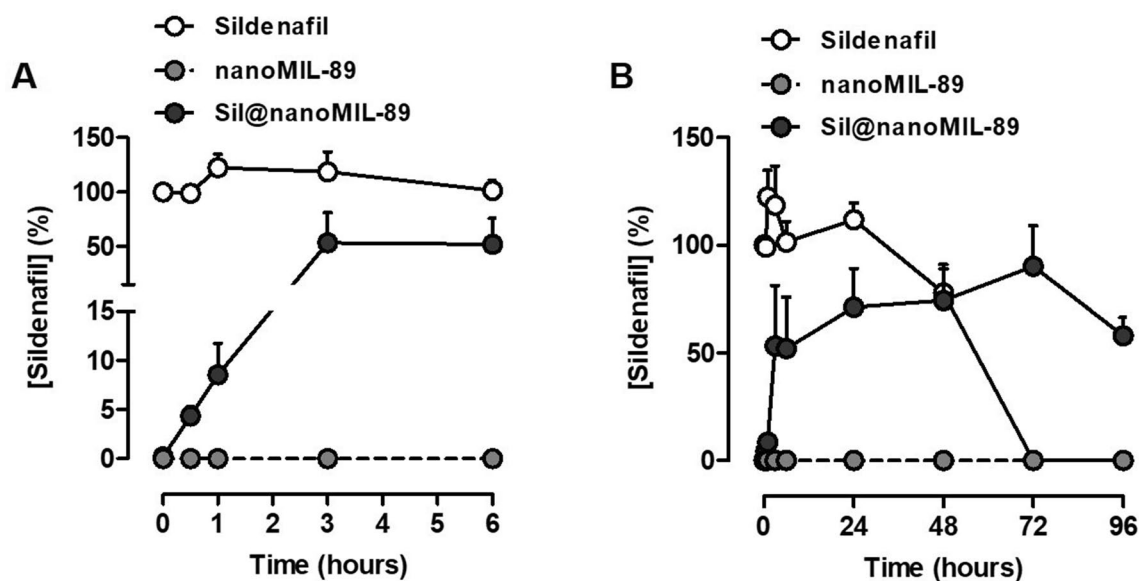 A
Sildenafil
nanoMIL-89
Sil@nanoMIL-89
[Sildenafil] (%)
150
100
50
15
10
5
0
0 1 2 3 4 5 6
Time (hours)
B
Sildenafil
nanoMIL-89
Sil@nanoMIL-89
[Sildenafil] (%)
150
100
50
0
0 24 48 72 96
Time (hours)